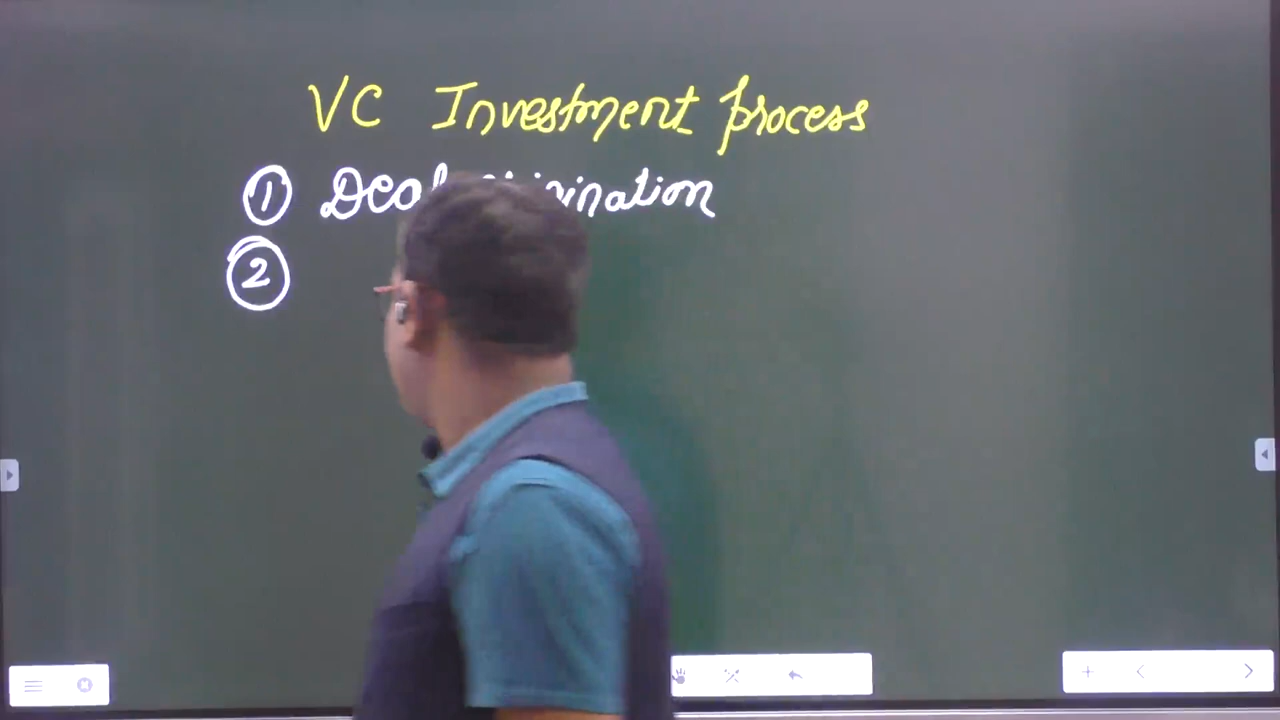 VC Investment process
① Deal
②